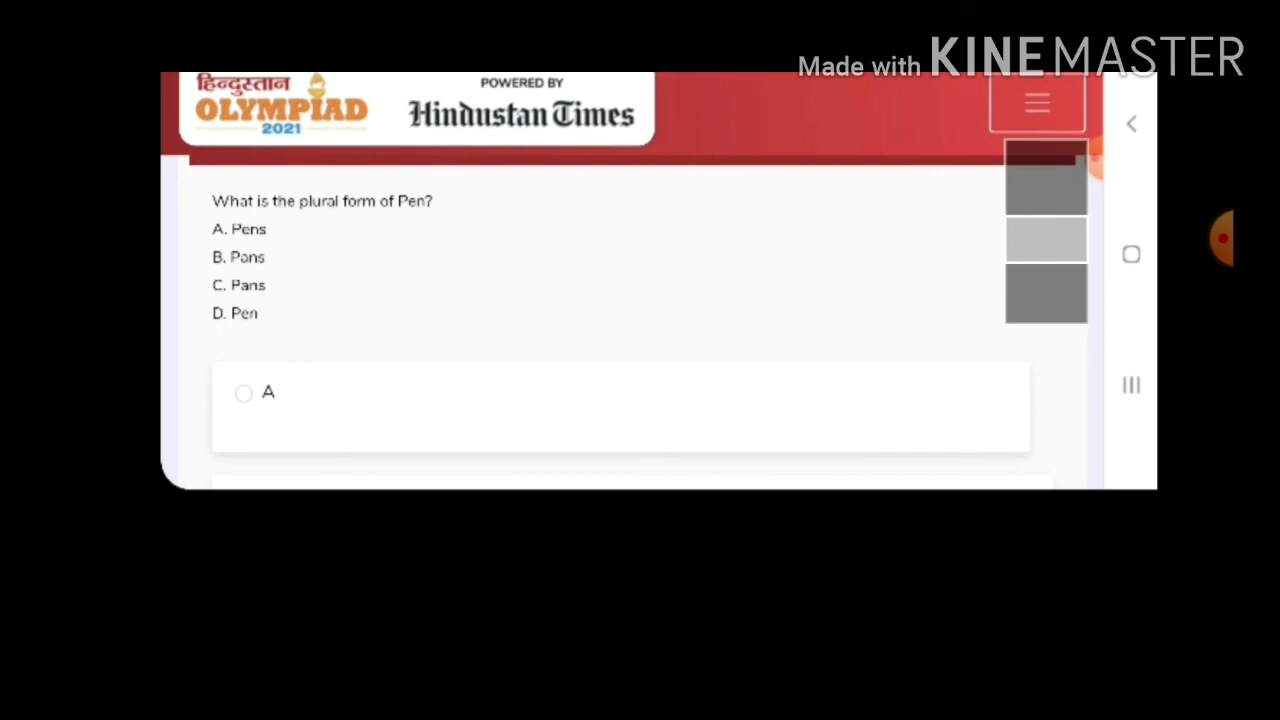 Made with KINEMASTER
हिन्दुस्तान
OLYMPIAD
2021
POWERED BY
Hindustan Times
What is the plural form of Pen?
A. Pens
B. Pans
C. Pans
D. Pen
A